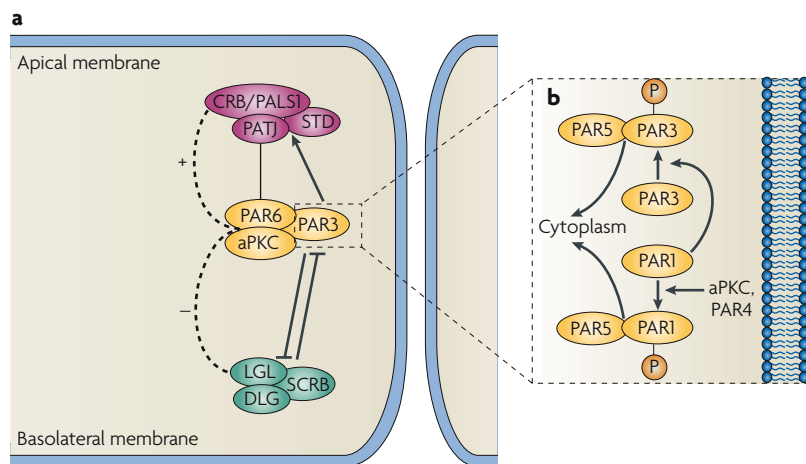 a
Apical membrane
CRB/PALS1
PATJ
STD
+
PAR6
PAR3
aPKC
–
LGL
SCRB
DLG
Basolateral membrane
b
P
PAR5
PAR3
PAR3
Cytoplasm
PAR1
aPKC,
PAR4
PAR5
PAR1
P